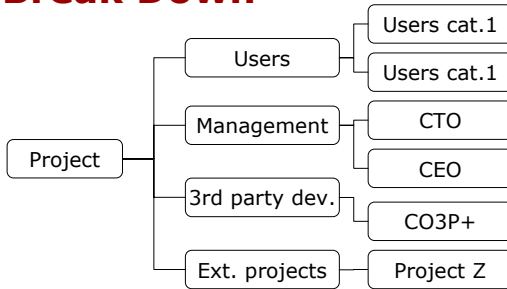 Break Down
Users cat.1
Users
Users cat.1
Management
CTO
Project
CEO
3rd party dev.
CO3P+
Ext. projects
Project Z